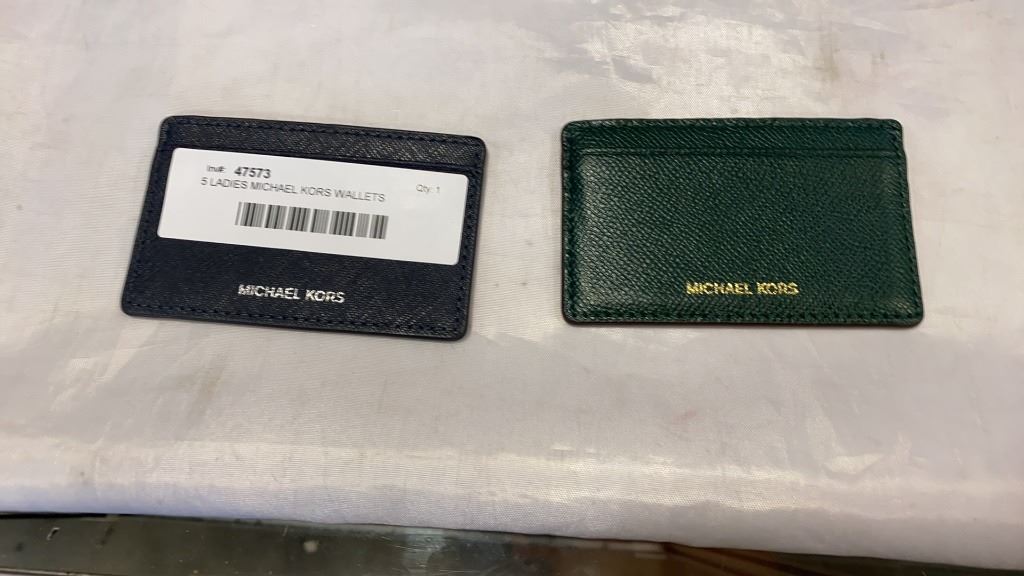 Inv#: 47573
Qty: 1
5 LADIES MICHAEL KORS WALLETS
MICHAEL KORS
MICHAEL KORS